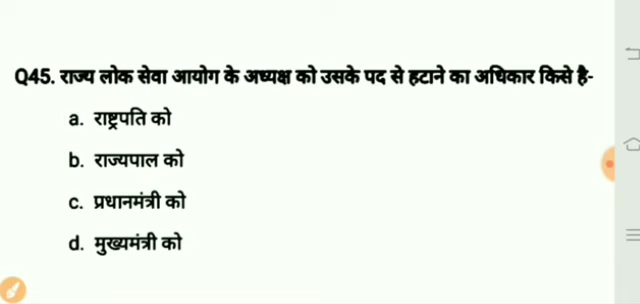 Q45. राज्य लोक सेवा आयोग के अध्यक्ष को उसके पद से हटाने का अधिकार किसे है-
a. राष्ट्रपति को
b. राज्यपाल को
c. प्रधानमंत्री को
d. मुख्यमंत्री को